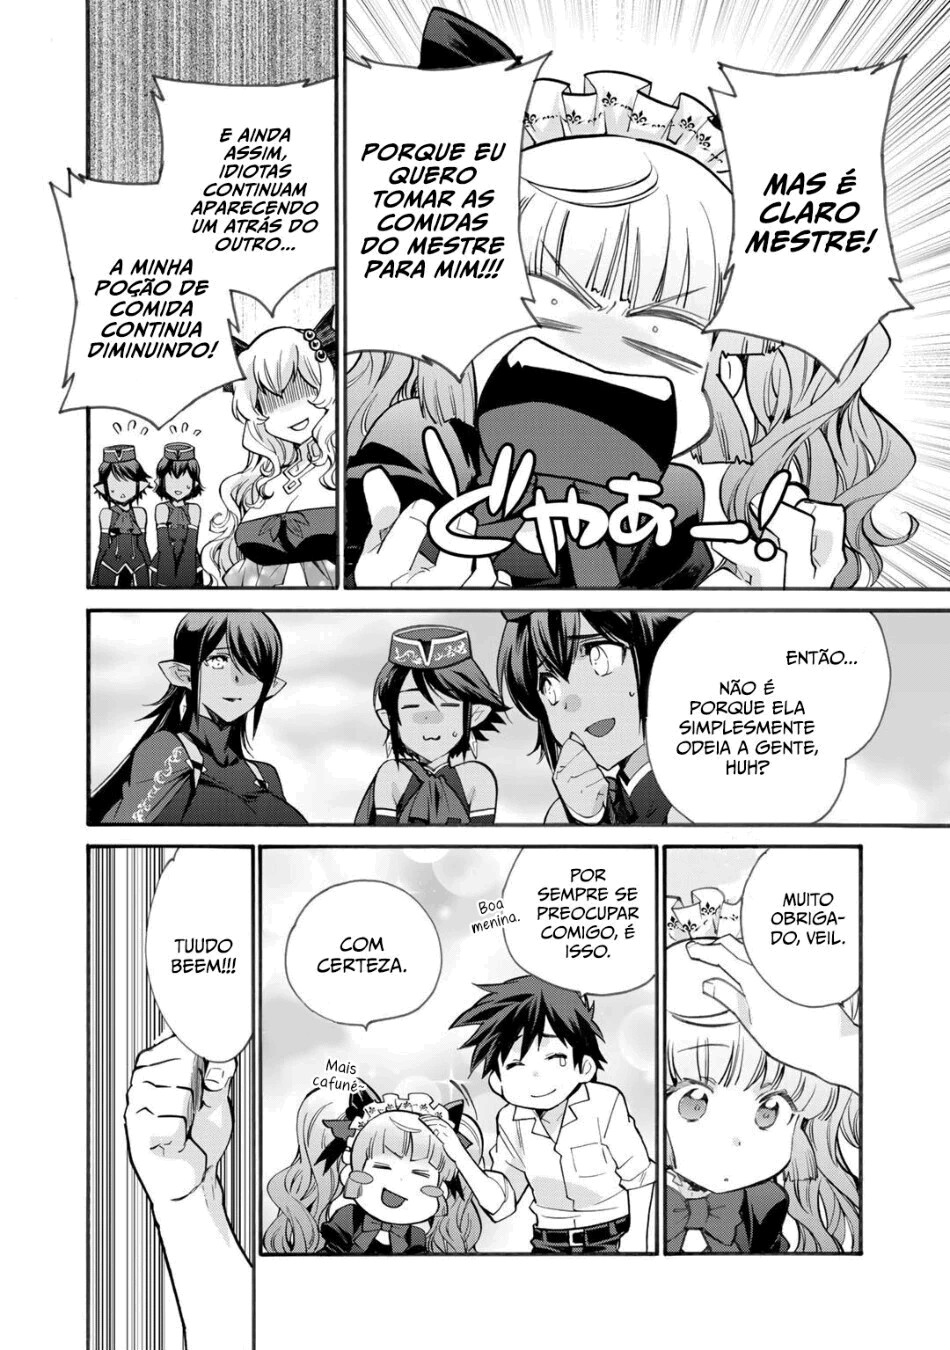 MAS É
CLARO
MESTRE!
PORQUE EU
QUERO
TOMAR AS
COMIDAS
DO MESTRE
PARA MIM!!!
どやぁーー!
E AINDA
ASSIM,
IDIOTAS
CONTINUAM
APARECENDO
UM ATRÁS DO
OUTRO...
A MINHA
POÇÃO DE
COMIDA
CONTINUA
DIMINUINDO!
ENTÃO...
NÃO É
PORQUE ELA
SIMPLESMENTE
ODEIA A GENTE,
HUH?
MUITO
OBRIGA-
DO, VEIL.
POR
SEMPRE SE
PREOCUPAR
COMIGO, É
ISSO.
Boa
menina.
COM
CERTEZA.
Mais
cafuné~
TUUDO
BEEM!!!